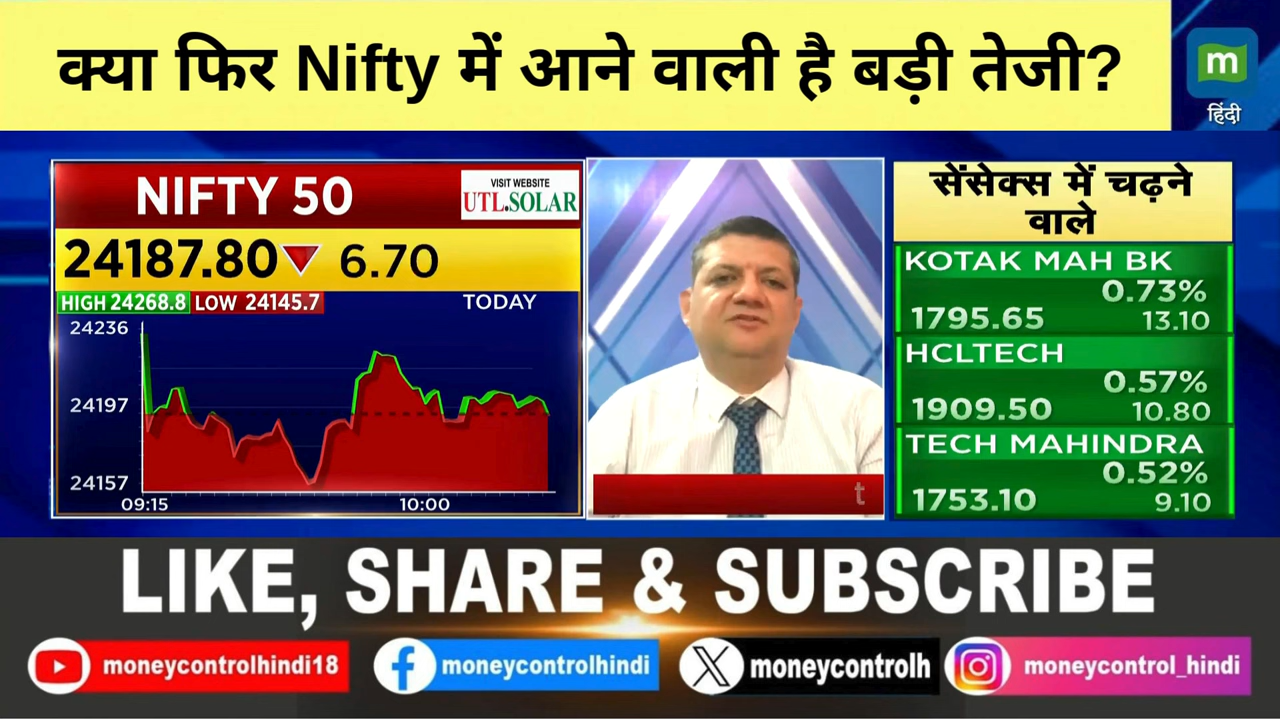 क्या फिर Nifty में आने वाली है बड़ी तेजी?
m
हिंदी
NIFTY 50
VISIT WEBSITE
UTL.SOLAR
24187.80 6.70
HIGH 24268.8 LOW 24145.7
TODAY
24236
24197
24157
09:15 10:00
t
सेंसेक्स में चढ़ने
वाले
KOTAK MAH BK
0.73%
1795.65 13.10
HCLTECH
0.57%
1909.50 10.80
TECH MAHINDRA
0.52%
1753.10 9.10
LIKE, SHARE & SUBSCRIBE
moneycontrolhindi18
moneycontrolhindi
moneycontrolh
moneycontrol_hindi